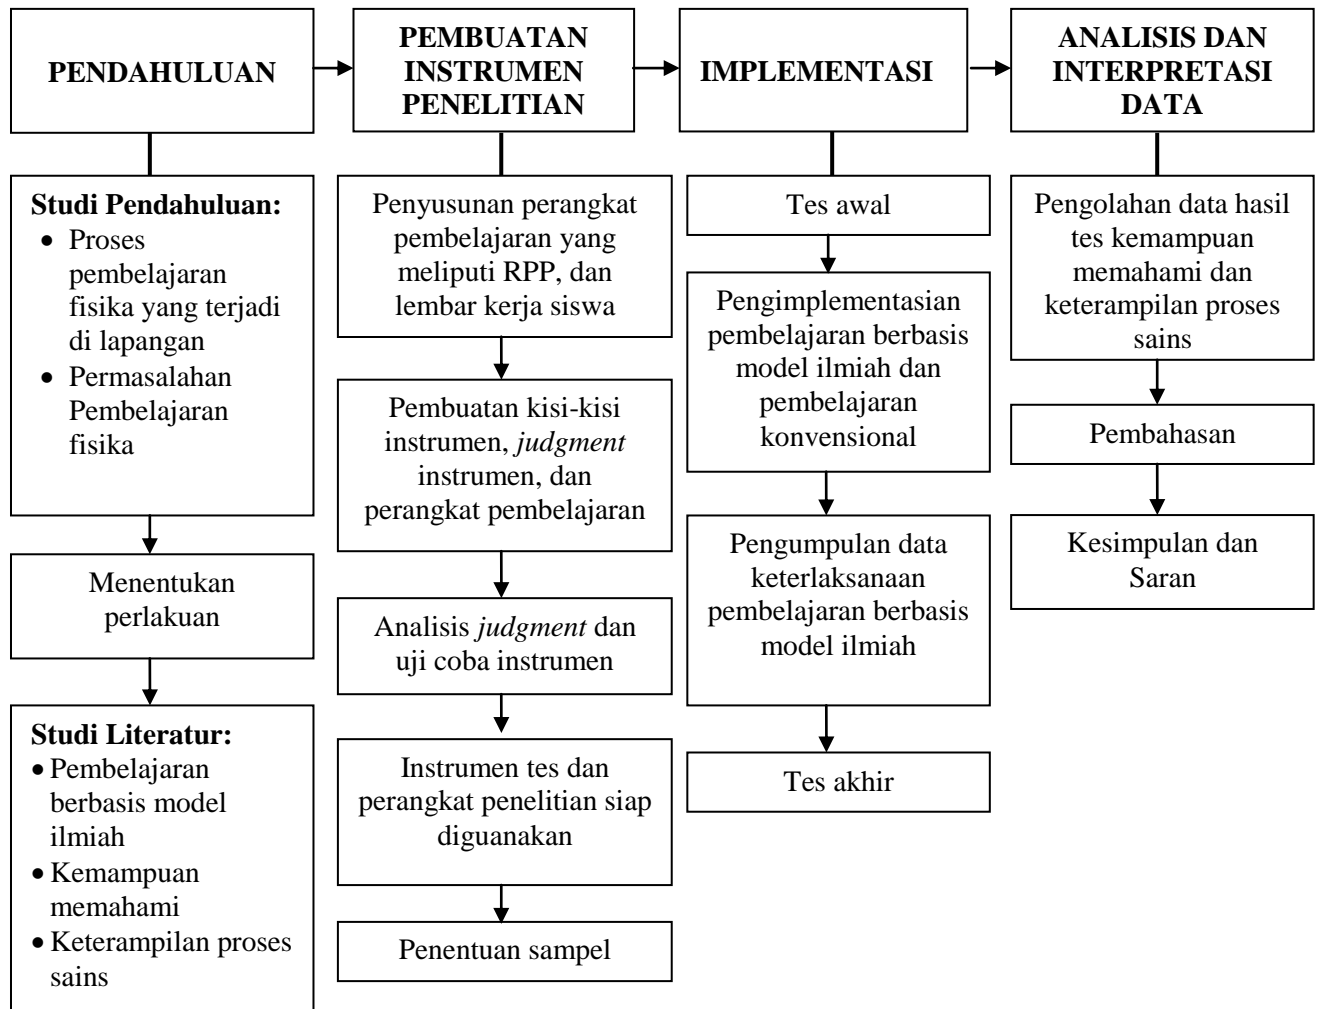 PENDAHULUAN
PEMBUATAN
INSTRUMEN
PENELITIAN
IMPLEMENTASI
ANALISIS DAN
INTERPRETASI
DATA
Studi Pendahuluan:
• Proses
pembelajaran
fisika yang terjadi
di lapangan
• Permasalahan
Pembelajaran
fisika
Menentukan
perlakuan
Studi Literatur:
• Pembelajaran
berbasis model
ilmiah
• Kemampuan
memahami
• Keterampilan proses
sains
Penyusunan perangkat
pembelajaran yang
meliputi RPP, dan
lembar kerja siswa
Pembuatan kisi-kisi
instrumen, judgment
instrumen, dan
perangkat pembelajaran
Analisis judgment dan
uji coba instrumen
Instrumen tes dan
perangkat penelitian siap
diguanakan
Penentuan sampel
Tes awal
Pengimplementasian
pembelajaran berbasis
model ilmiah dan
pembelajaran
konvensional
Pengumpulan data
keterlaksanaan
pembelajaran berbasis
model ilmiah
Tes akhir
Pengolahan data hasil
tes kemampuan
memahami dan
keterampilan proses
sains
Pembahasan
Kesimpulan dan
Saran